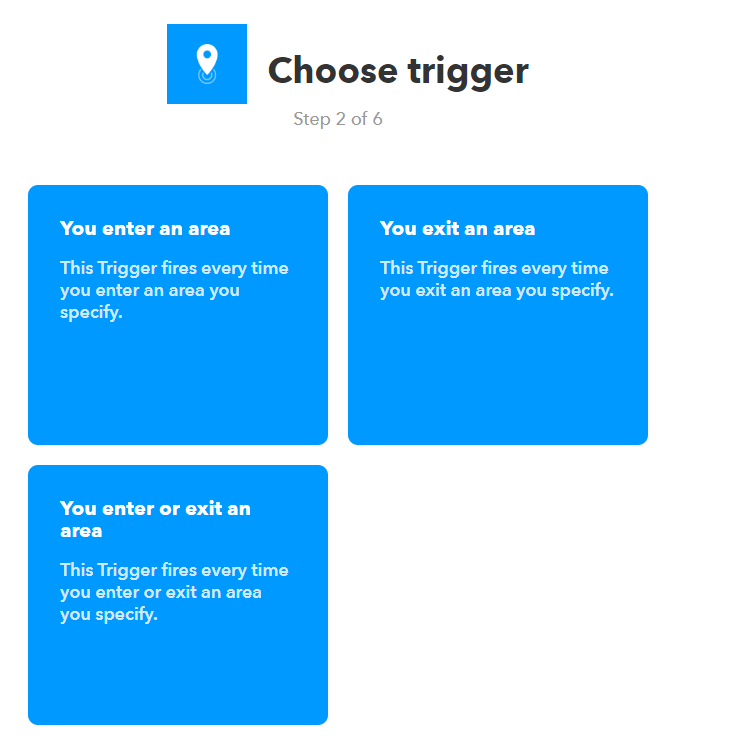 Choose trigger
Step 2 of 6
You enter an area
This Trigger fires every time
you enter an area you
specify.
You exit an area
This Trigger fires every time
you exit an area you specify.
You enter or exit an
area
This Trigger fires every time
you enter or exit an area
you specify.